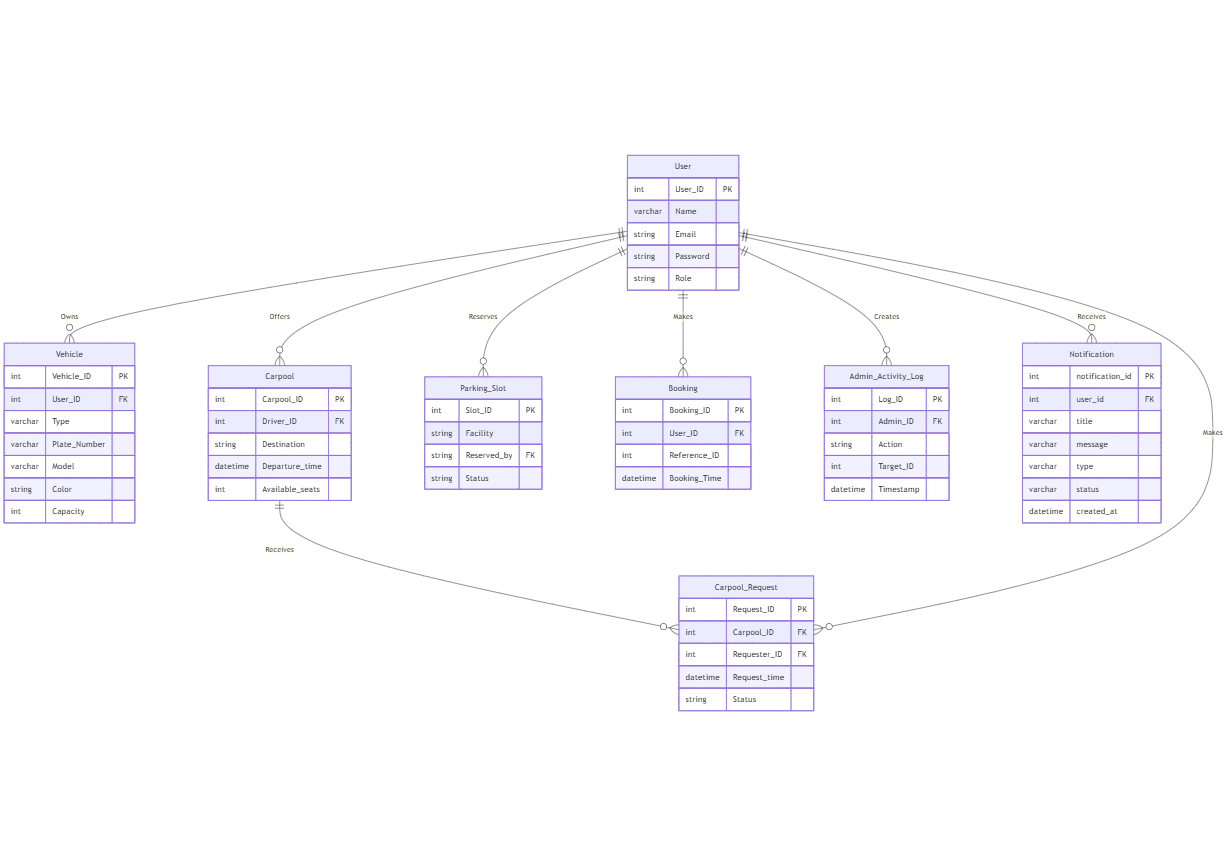 User
int User_ID PK
varchar Name
string Email
string Password
string Role
Owns
Offers
Reserves
Makes
Creates
Receives
Makes
Vehicle
int Vehicle_ID PK
int User_ID FK
varchar Type
varchar Plate_Number
varchar Model
string Color
int Capacity
Carpool
int Carpool_ID PK
int Driver_ID FK
string Destination
datetime Departure_time
int Available_seats
Parking_Slot
int Slot_ID PK
string Facility
string Reserved_by FK
string Status
Booking
int Booking_ID PK
int User_ID FK
int Reference_ID
datetime Booking_Time
Admin_Activity_Log
int Log_ID PK
int Admin_ID FK
string Action
int Target_ID
datetime Timestamp
Notification
int notification_id PK
int user_id FK
varchar title
varchar message
varchar type
varchar status
datetime created_at
Receives
Carpool_Request
int Request_ID PK
int Carpool_ID FK
int Requester_ID FK
datetime Request_time
string Status